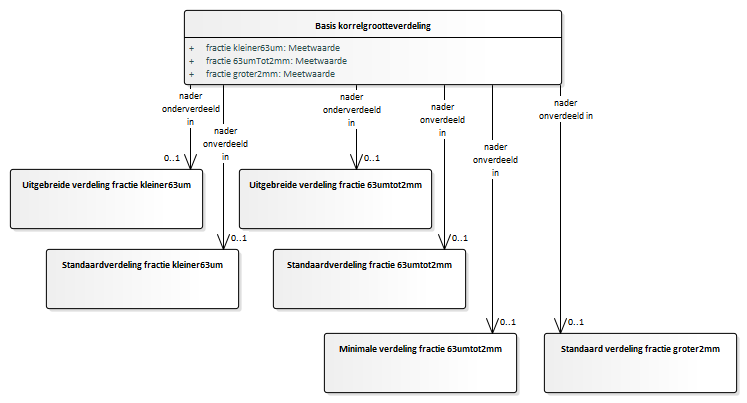 Basis korrelgrootteverdeling
+ fractie kleiner63um: Meetwaarde
+ fractie 63umTot2mm: Meetwaarde
+ fractie groter2mm: Meetwaarde
nader
onderverdeeld
in
0..1
nader
onverdeeld
in
0..1
nader
onderverdeeld
in
0..1
nader
onverdeeld
in
0..1
nader
onverdeeld
in
0..1
nader
onverdeeld in
0..1
Uitgebreide verdeling fractie kleiner63um
Uitgebreide verdeling fractie 63umtot2mm
Standaardverdeling fractie kleiner63um
Standaardverdeling fractie 63umtot2mm
Minimale verdeling fractie 63umtot2mm
Standaard verdeling fractie groter2mm